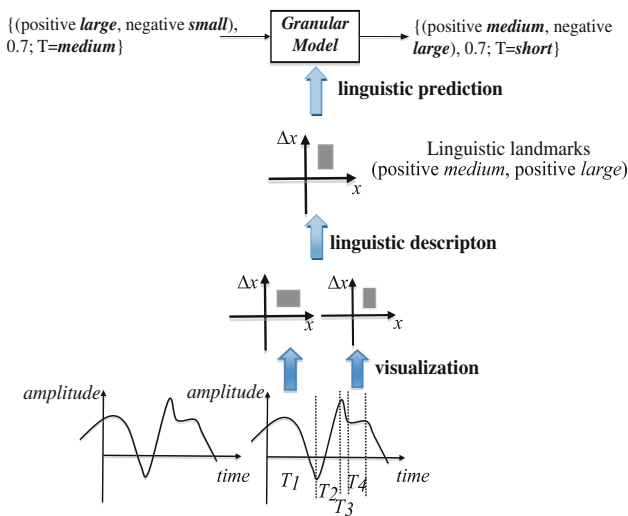 {(positive large, negative small),
0.7; T=medium}
Granular
Model
{(positive medium, negative
large), 0.7; T=short}
linguistic prediction
Δx
x
Linguistic landmarks
(positive medium, positive large)
linguistic descripton
Δx
x
Δx
x
visualization
amplitude
time
amplitude
time
T1
T2
T3
T4